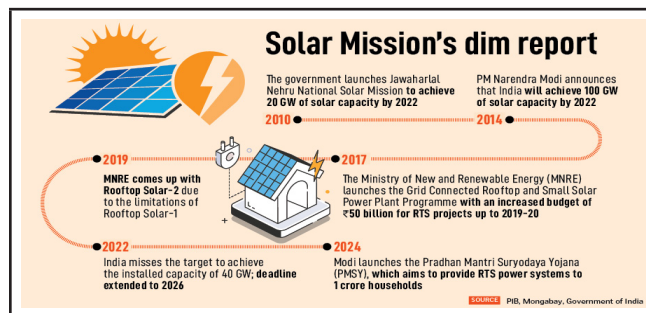 Solar Mission's dim report
The government launches Jawaharlal
Nehru National Solar Mission to achieve
20 GW of solar capacity by 2022
2010
PM Narendra Modi announces
that India will achieve 100 GW
of solar capacity by 2022
2014
2017
The Ministry of New and Renewable Energy (MNRE)
launches the Grid Connected Rooftop and Small Solar
Power Plant Programme with an increased budget of
₹50 billion for RTS projects up to 2019-20
2019
MNRE comes up with
Rooftop Solar-2 due
to the limitations of
Rooftop Solar-1
2022
India misses the target to achieve
the installed capacity of 40 GW; deadline
extended to 2026
2024
Modi launches the Pradhan Mantri Suryodaya Yojana
(PMSY), which aims to provide RTS power systems to
1 crore households
SOURCE PIB, Mongabay, Government of India